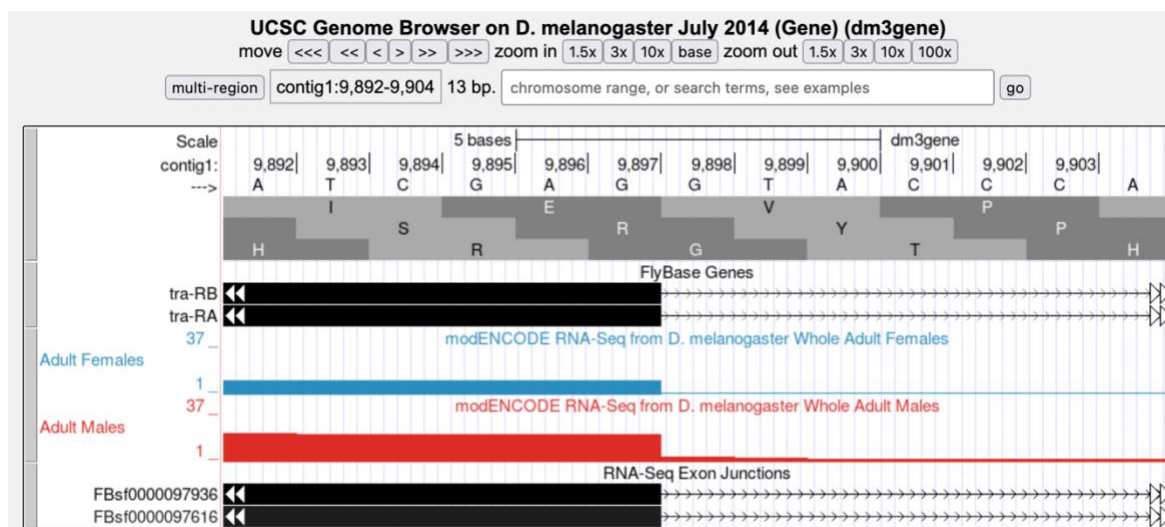 UCSC Genome Browser on D. melanogaster July 2014 (Gene) (dm3gene)
move <<< << < > >> >>> zoom in 1.5x 3x 10x base zoom out 1.5x 3x 10x 100x
multi-region contig1:9,892-9,904 13 bp. chromosome range, or search terms, see examples go
Scale 5 bases dm3gene
contig1: 9,892 9,893 9,894 9,895 9,896 9,897 9,898 9,899 9,900 9,901 9,902 9,903
---> A T C G A G G T A C C C A
I E V P
S R Y P
H R G T H
FlyBase Genes
tra-RB
tra-RA
37 _ modENCODE RNA-Seq from D. melanogaster Whole Adult Females
Adult Females
1 _
37 _ modENCODE RNA-Seq from D. melanogaster Whole Adult Males
Adult Males
1 _
RNA-Seq Exon Junctions
FBsf0000097936
FBsf0000097616